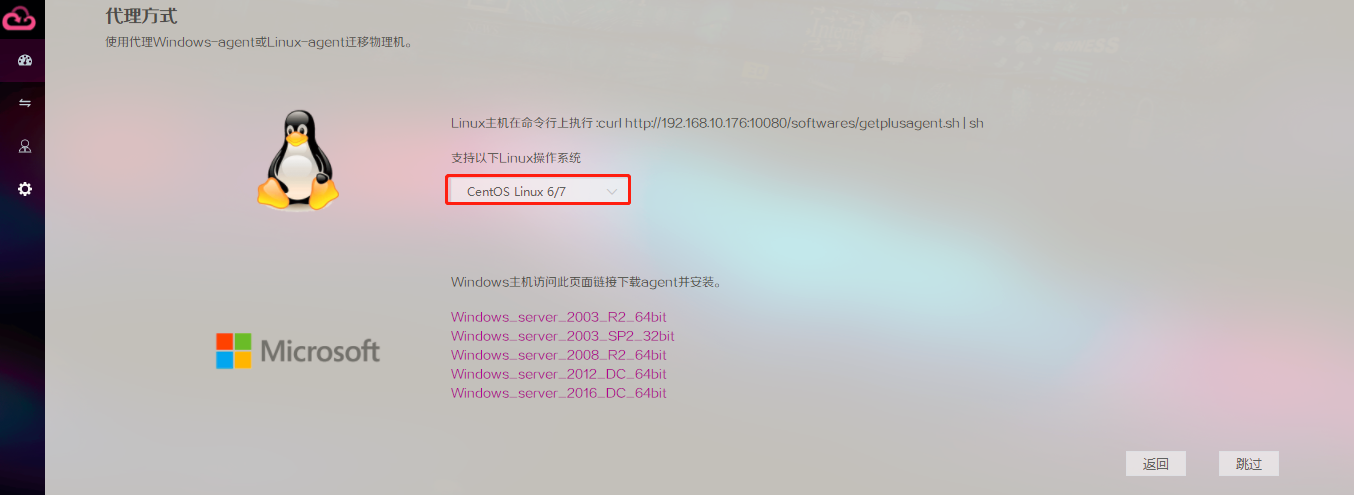 代理方式
使用代理Windows-agent或Linux-agent迁移物理机。
Linux主机在命令行上执行 :curl http://192.168.10.176:10080/softwares/getplusagent.sh | sh
支持以下Linux操作系统
CentOS Linux 6/7
Windows主机访问此页面链接下载agent并安装。
Windows_server_2003_R2_64bit
Windows_server_2003_SP2_32bit
Microsoft
Windows_server_2008_R2_64bit
Windows_server_2012_DC_64bit
Windows_server_2016_DC_64bit
返回
跳过